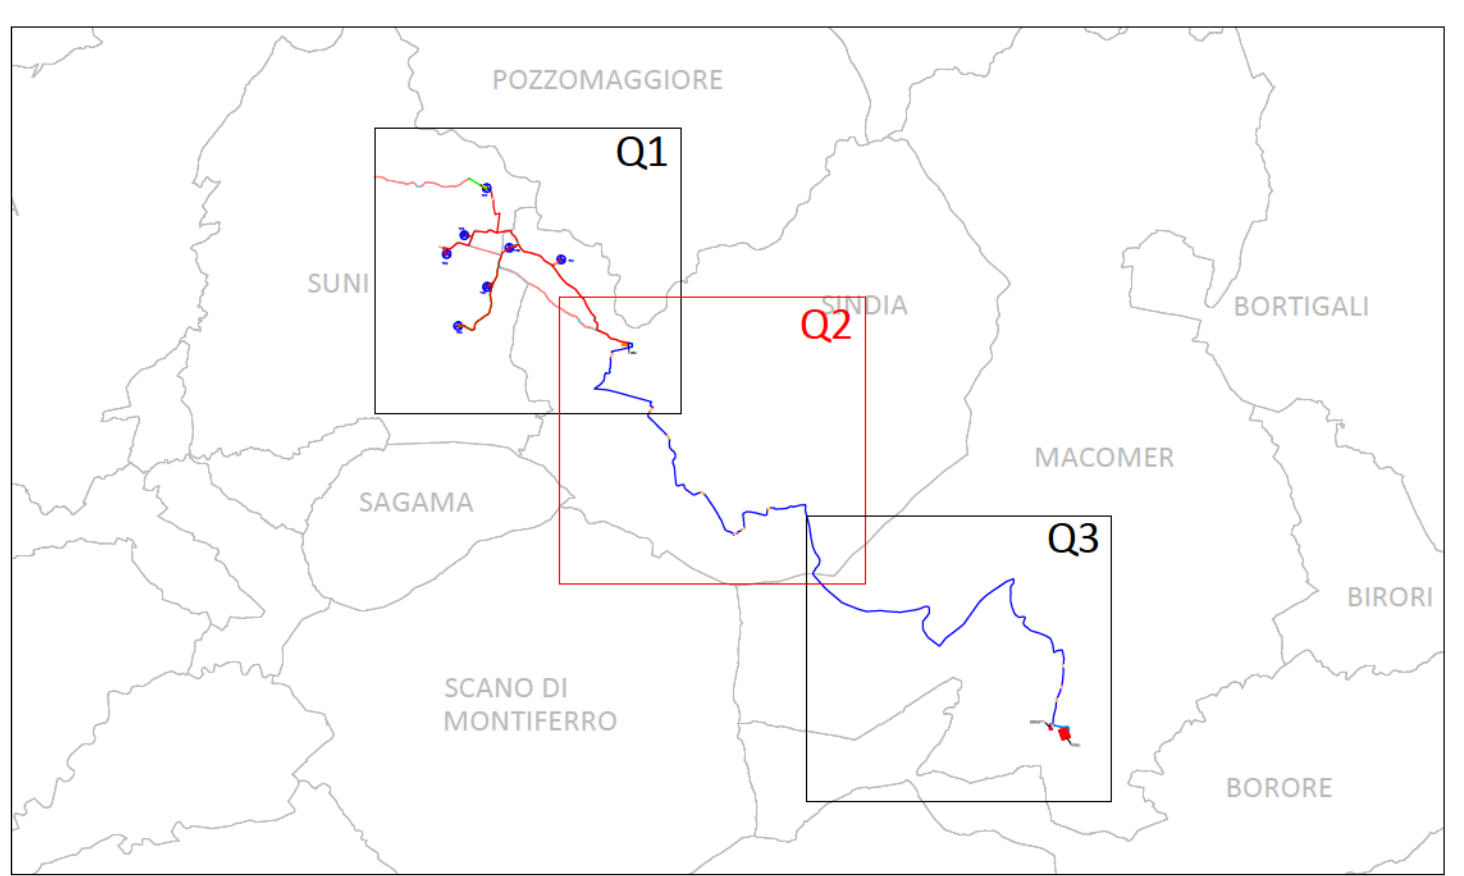 POZZOMAGGIORE
Q1
A
SUNI
SINDIA
BORTIGALI
Q2
MACOMER
SAGAMA
Q3
BIRORI
SCANO DI
MONTIFERRO
BORORE